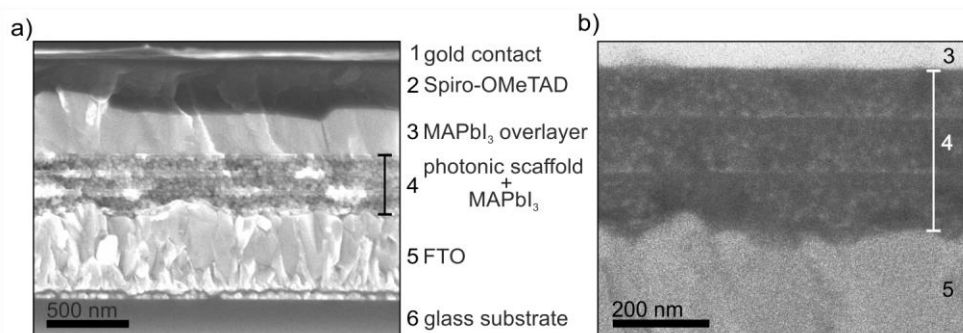 a)
1 gold contact
2 Spiro-OMeTAD
3 MAPbI₃ overlayer
4 photonic scaffold
+
MAPbI₃
5 FTO
6 glass substrate
500 nm
b)
3
4
5
200 nm